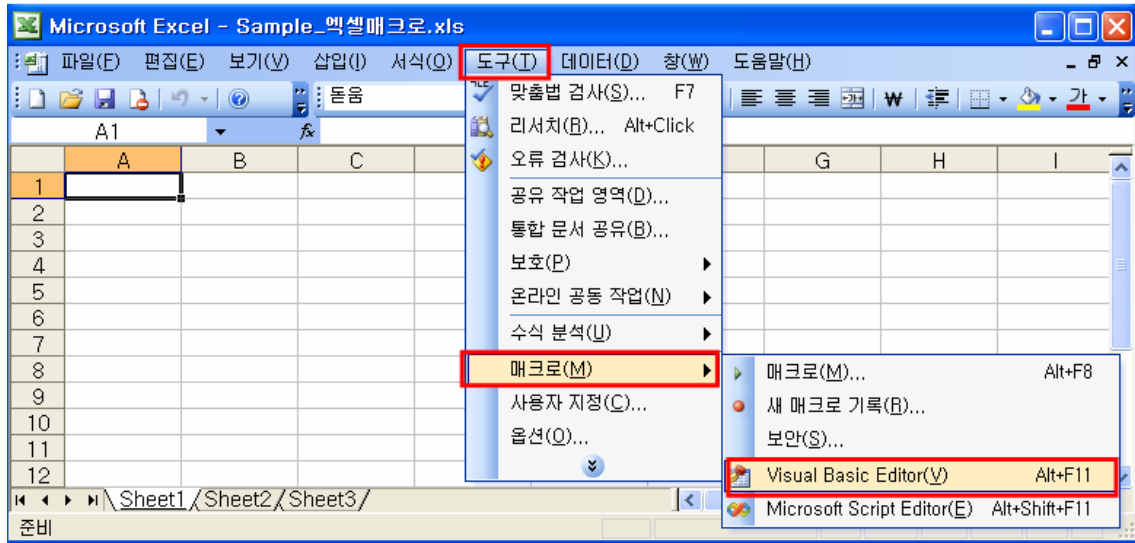 Microsoft Excel - Sample_엑셀매크로.xls
파일(F) 편집(E) 보기(V) 삽입(I) 서식(O) 도구(T) 데이터(D) 창(W) 도움말(H)
돋움
A1 fx
A B C G H I
1
2
3
4
5
6
7
8
9
10
11
12
맞춤법 검사(S)... F7
리서치(R)... Alt+Click
오류 검사(K)...
공유 작업 영역(D)...
통합 문서 공유(B)...
보호(P)
온라인 공동 작업(N)
수식 분석(U)
매크로(M)
사용자 지정(C)...
옵션(O)...
매크로(M)... Alt+F8
새 매크로 기록(R)...
보안(S)...
Visual Basic Editor(V) Alt+F11
Microsoft Script Editor(E) Alt+Shift+F11
Sheet1 Sheet2 Sheet3
준비